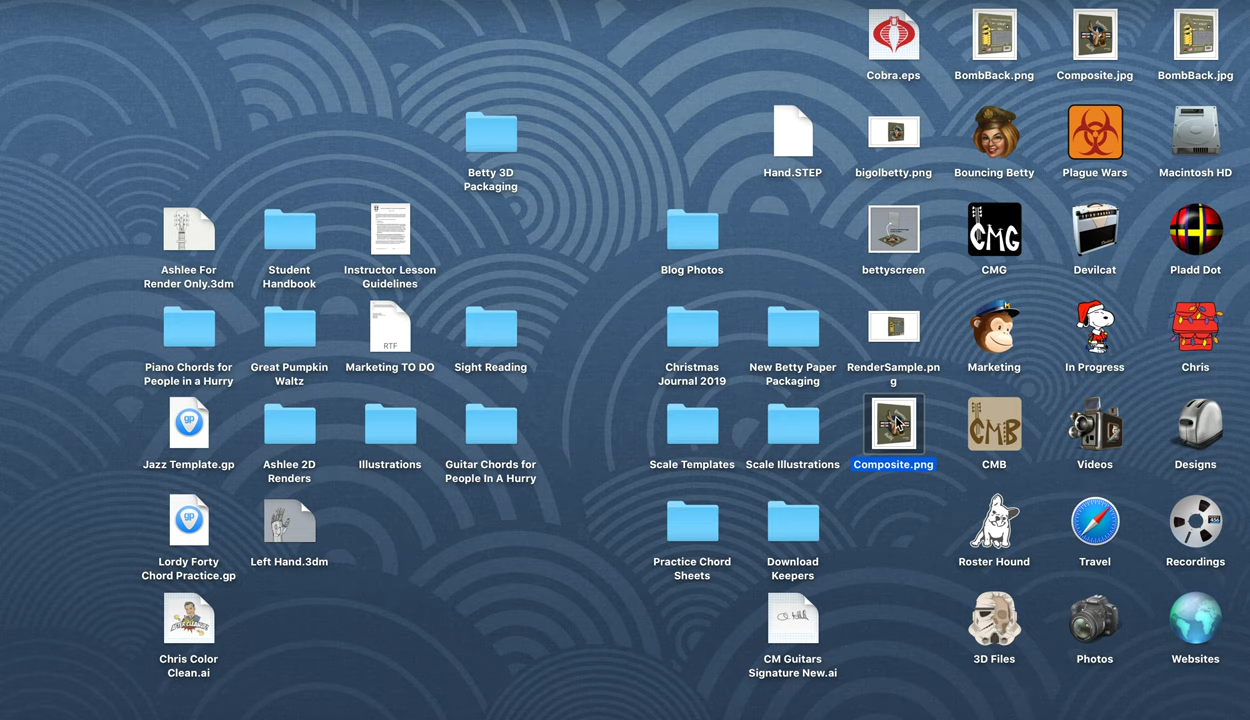 Cobra.eps
BombBack.png
Composite.jpg
BombBack.jpg
Betty 3D
Packaging
Hand.STEP
bigolbetty.png
Bouncing Betty
Plague Wars
Macintosh HD
Ashlee For
Render Only.3dm
Student
Handbook
Instructor Lesson
Guidelines
Blog Photos
bettyscreen
CMG
CMG
Devilcat
Pladd Dot
Piano Chords for
People in a Hurry
Great Pumpkin
Waltz
RTF
Marketing TO DO
Sight Reading
Christmas
Journal 2019
New Betty Paper
Packaging
RenderSample.pn
g
M
Marketing
In Progress
Chris
gp
Jazz Template.gp
Ashlee 2D
Renders
Illustrations
Guitar Chords for
People In A Hurry
Scale Templates
Scale Illustrations
Composite.png
CMB
CMB
Videos
Designs
gp
Lordy Forty
Chord Practice.gp
Left Hand.3dm
Practice Chord
Sheets
Download
Keepers
Roster Hound
Travel
456
Recordings
Chris Color
Clean.ai
CM Guitars
Signature New.ai
3D Files
Photos
Websites